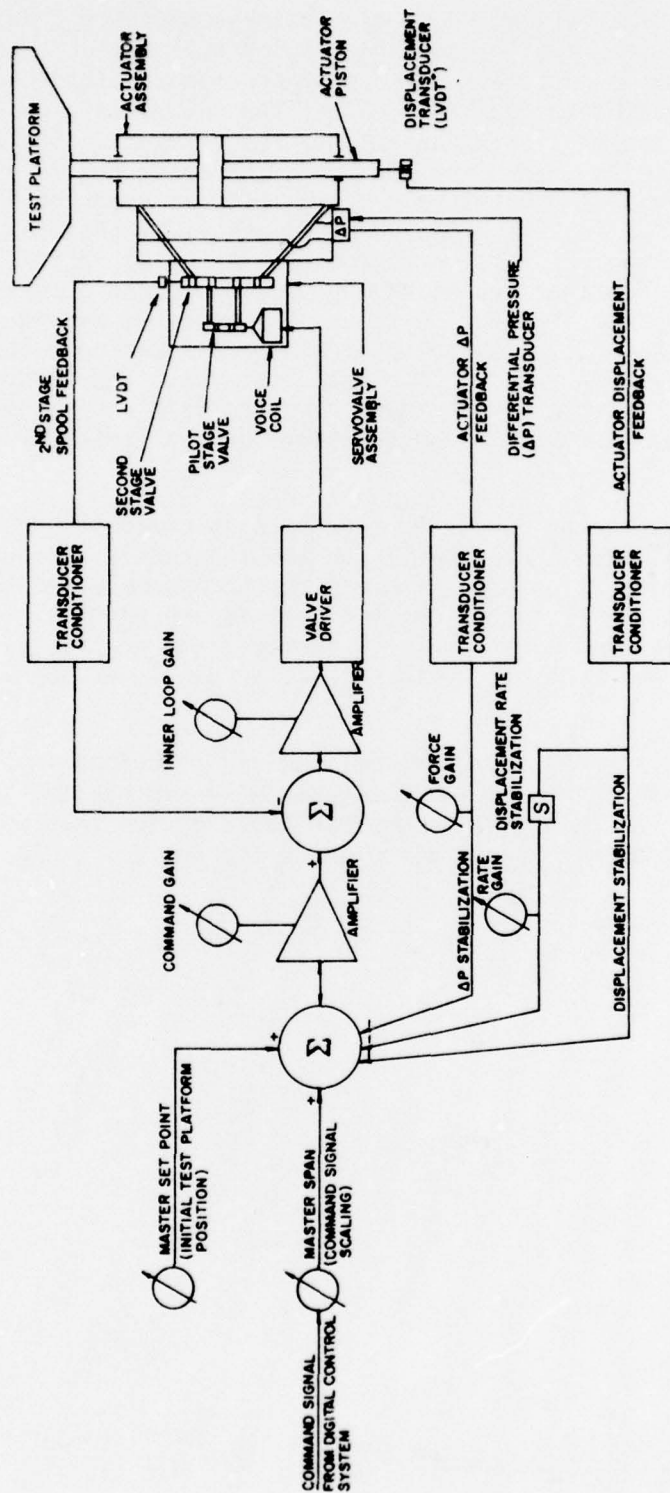 TEST PLATFORM
ACTUATOR
ASSEMBLY
ACTUATOR
PISTON
DISPLACEMENT
TRANSDUCER
(LVDT*)
ΔP
2ND STAGE
SPOOL FEEDBACK
LVDT
SECOND
STAGE
VALVE
PILOT
STAGE
VALVE
VOICE
COIL
SERVOVALVE
ASSEMBLY
ACTUATOR ΔP
FEEDBACK
DIFFERENTIAL PRESSURE
(ΔP) TRANSDUCER
ACTUATOR DISPLACEMENT
FEEDBACK
TRANSDUCER
CONDITIONER
VALVE
DRIVER
TRANSDUCER
CONDITIONER
TRANSDUCER
CONDITIONER
INNER LOOP GAIN
AMPLIFIER
-
Σ
+
FORCE
GAIN
DISPLACEMENT RATE
STABILIZATION
S
COMMAND GAIN
AMPLIFIER
ΔP STABILIZATION
RATE
GAIN
DISPLACEMENT STABILIZATION
+
Σ
+
- - -
MASTER SET POINT
(INITIAL TEST PLATFORM
POSITION)
MASTER SPAN
(COMMAND SIGNAL
SCALING)
COMMAND SIGNAL
FROM DIGITAL CONTROL
SYSTEM